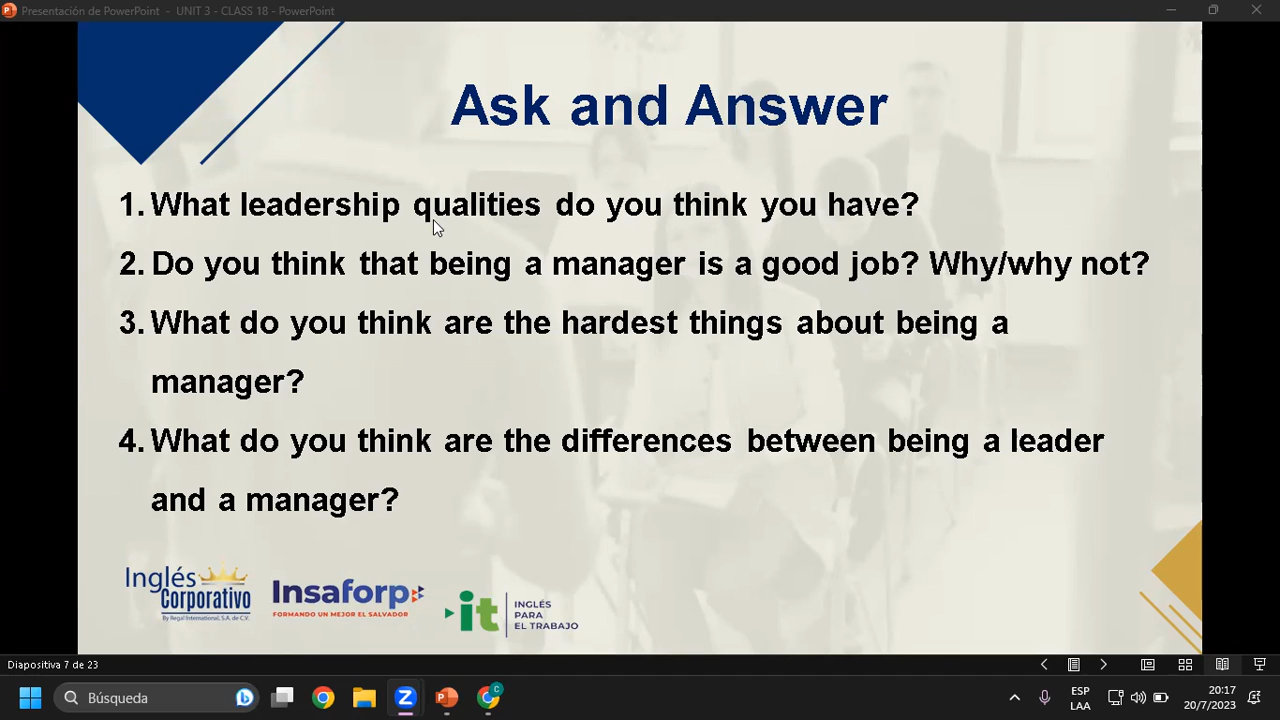 Presentación de PowerPoint - UNIT 3 - CLASS 18 - PowerPoint
Ask and Answer
1. What leadership qualities do you think you have?
2. Do you think that being a manager is a good job? Why/why not?
3. What do you think are the hardest things about being a
manager?
4. What do you think are the differences between being a leader
and a manager?
Inglés
Corporativo
By Regal International, S.A. de C.V.
Insaforp
FORMANDO UN MEJOR EL SALVADOR
it
INGLÉS
PARA
EL TRABAJO
Diapositiva 7 de 23
Búsqueda
ESP
LAA
20:17
20/7/2023